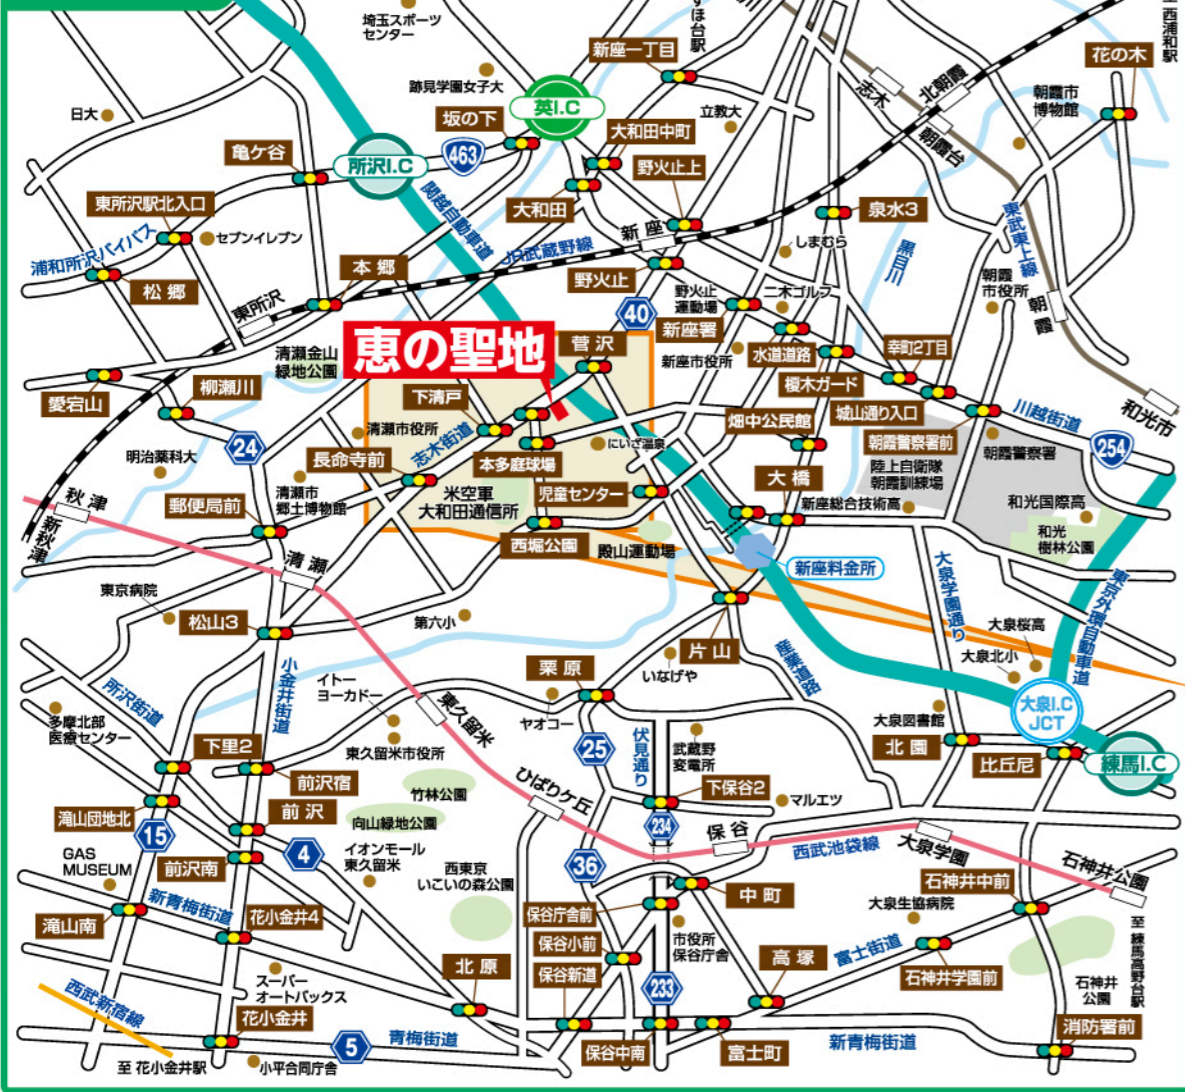 埼玉スポーツ
センター
ずほ台駅
至 西浦和駅
新座一丁目
花の木
跡見学園女子大
英I.C
志木
北朝霞
朝霞市
博物館
日大
坂の下
立教大
大和田中町
朝霞台
亀ケ谷
所沢I.C
463
野火止上
東所沢駅北入口
関越自動車道
大和田
泉水3
東武東上線
浦和所沢バイパス
セブンイレブン
新座
しまむら
黒目川
JR武蔵野線
本郷
松郷
野火止
朝霞
市役所
東所沢
40
野火止
運動場
二木ゴルフ
朝霞
恵の聖地
新座署
清瀬金山
緑地公園
菅沢
新座市役所
水道道路
幸町2丁目
柳瀬川
下清戸
榎木ガード
愛宕山
畑中公民館
城山通り入口
川越街道
和光市
清瀬市役所
志木街道
にいざ温泉
朝霞警察署前
朝霞警察署
254
24
明治薬科大
長命寺前
本多庭球場
大橋
陸上自衛隊
朝霞訓練場
秋津
清瀬市
郷土博物館
米空軍
大和田通信所
児童センター
新座総合技術高
和光国際高
郵便局前
新秋津
西堀公園
殿山運動場
和光
樹林公園
清瀬
新座料金所
大泉学園通り
東京外環自動車道
東京病院
松山3
第六小
片山
大泉桜高
大泉北小
小金井街道
栗原
いなげや
産業道路
所沢街道
イトー
ヨーカドー
東久留米
ヤオコー
大泉I.C
JCT
多摩北部
医療センター
大泉図書館
下里2
東久留米市役所
25
伏見通り
武蔵野
変電所
北園
比丘尼
練馬I.C
前沢宿
ひばりケ丘
竹林公園
下保谷2
マルエツ
滝山団地北
前沢
向山緑地公園
234
保谷
15
4
イオンモール
東久留米
西武池袋線
大泉学園
GAS
MUSEUM
前沢南
36
西東京
いこいの森公園
石神井公園
石神井中前
新青梅街道
中町
花小金井4
保谷庁舎前
大泉生協病院
滝山南
至 練馬高野台駅
保谷小前
市役所
保谷庁舎
富士街道
北原
高塚
スーパー
オートバックス
保谷新道
石神井学園前
西武新宿線
233
石神井
公園
花小金井
5
青梅街道
新青梅街道
消防署前
至 花小金井駅
小平合同庁舎
保谷中南
富士町